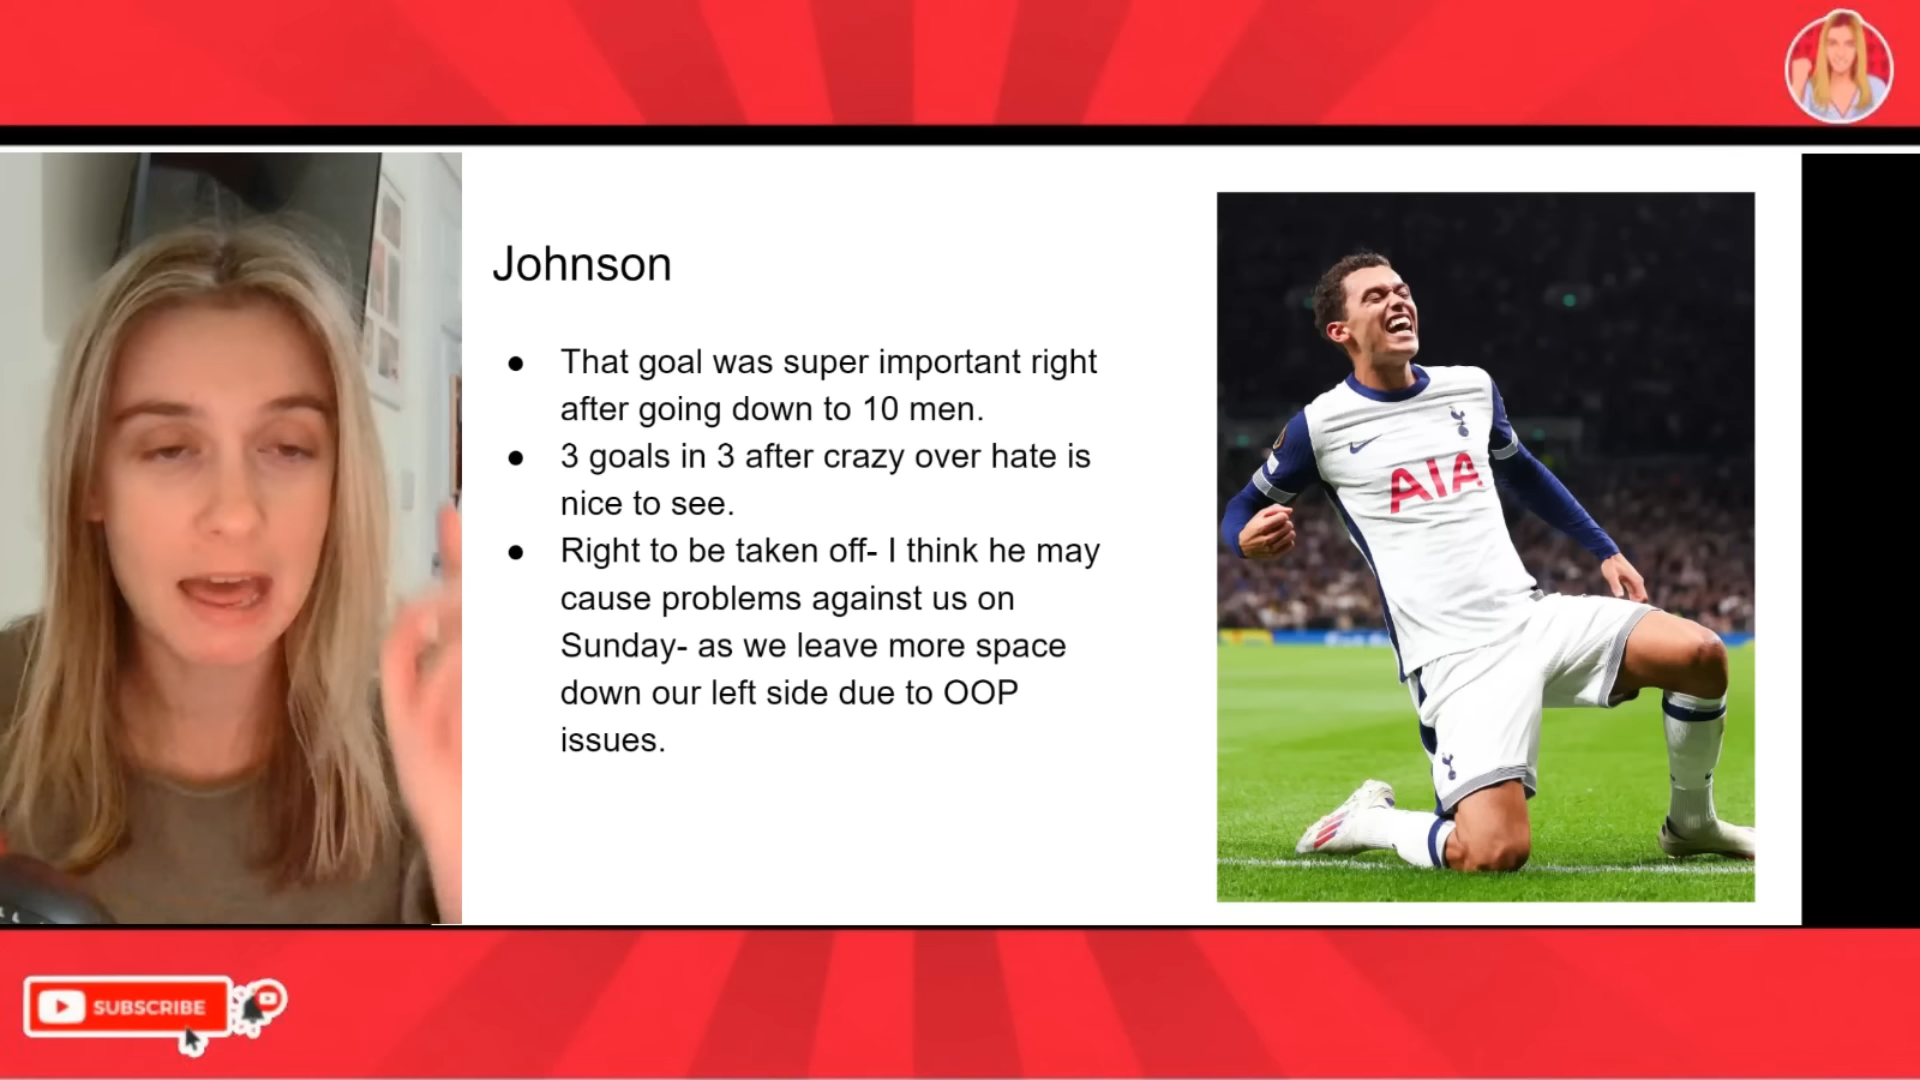 Johnson
● That goal was super important right
after going down to 10 men.
● 3 goals in 3 after crazy over hate is
nice to see.
● Right to be taken off- I think he may
cause problems against us on
Sunday- as we leave more space
down our left side due to OOP
issues.
AIA
SUBSCRIBE